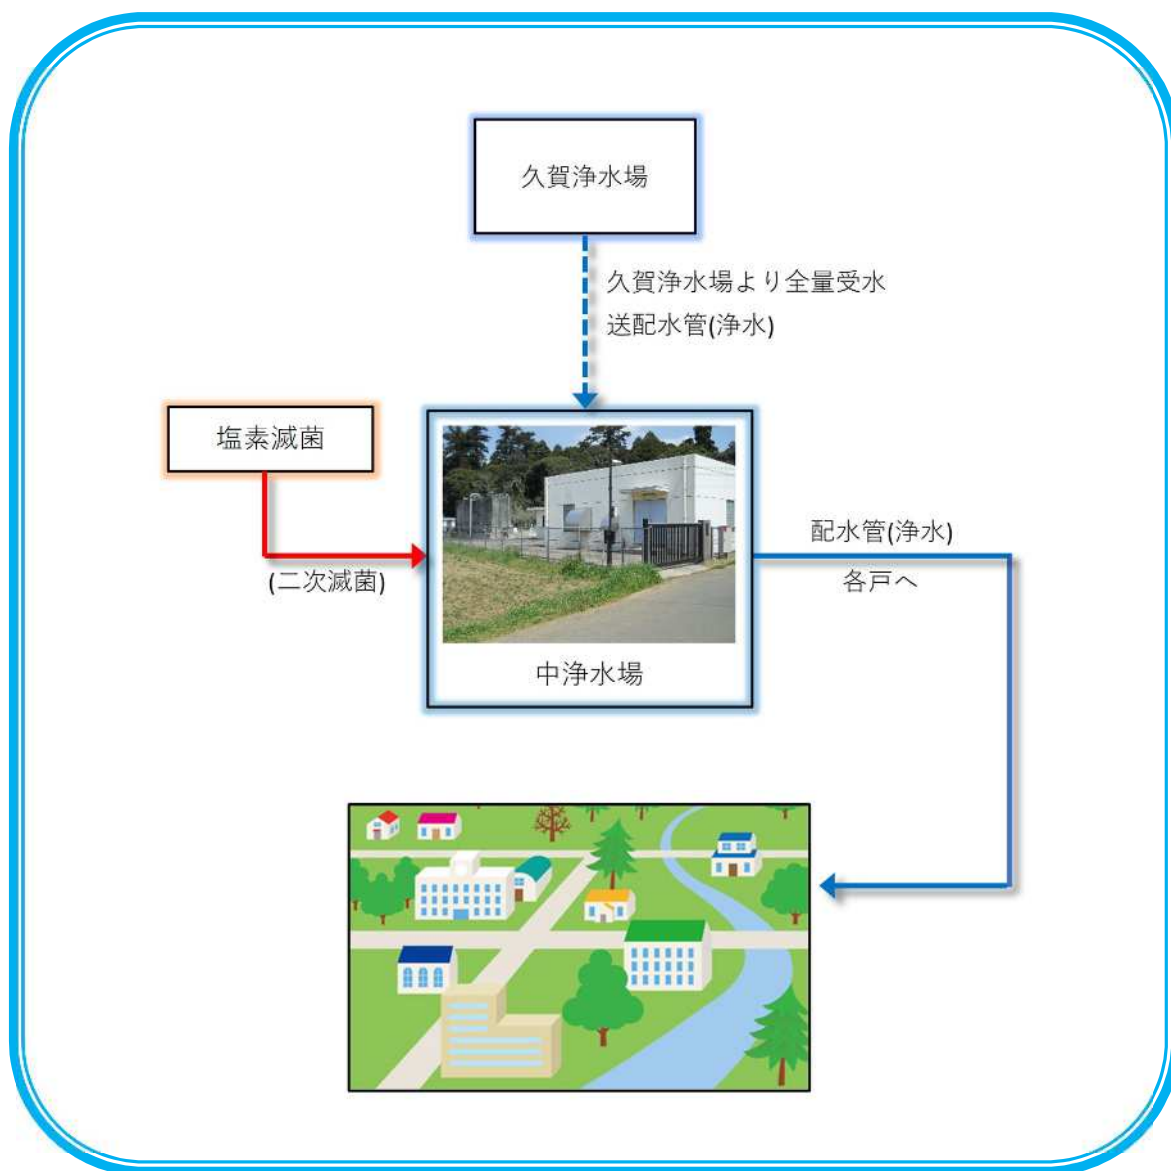 久賀浄水場
久賀浄水場より全量受水
送配水管(浄水)
塩素滅菌
(二次滅菌)
配水管(浄水)
各戸へ
中浄水場